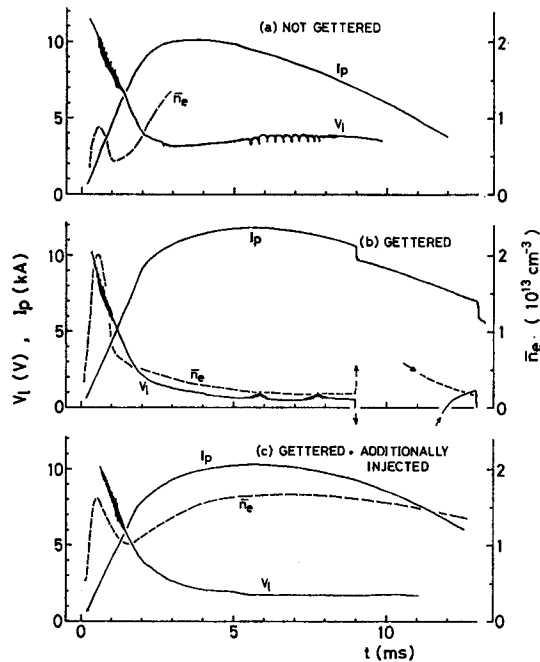 (a) NOT GETTERED
10
5
0
2
1
0
Ip
n̄e
Vl
(b) GETTERED
10
5
0
2
1
0
Ip
n̄e
Vl
Vl (V) , Ip (kA)
n̄e. ( 10¹³ cm⁻³ )
(c) GETTERED + ADDITIONALLY
INJECTED
10
5
0
2
1
0
Ip
n̄e
Vl
0
5
10
t (ms)